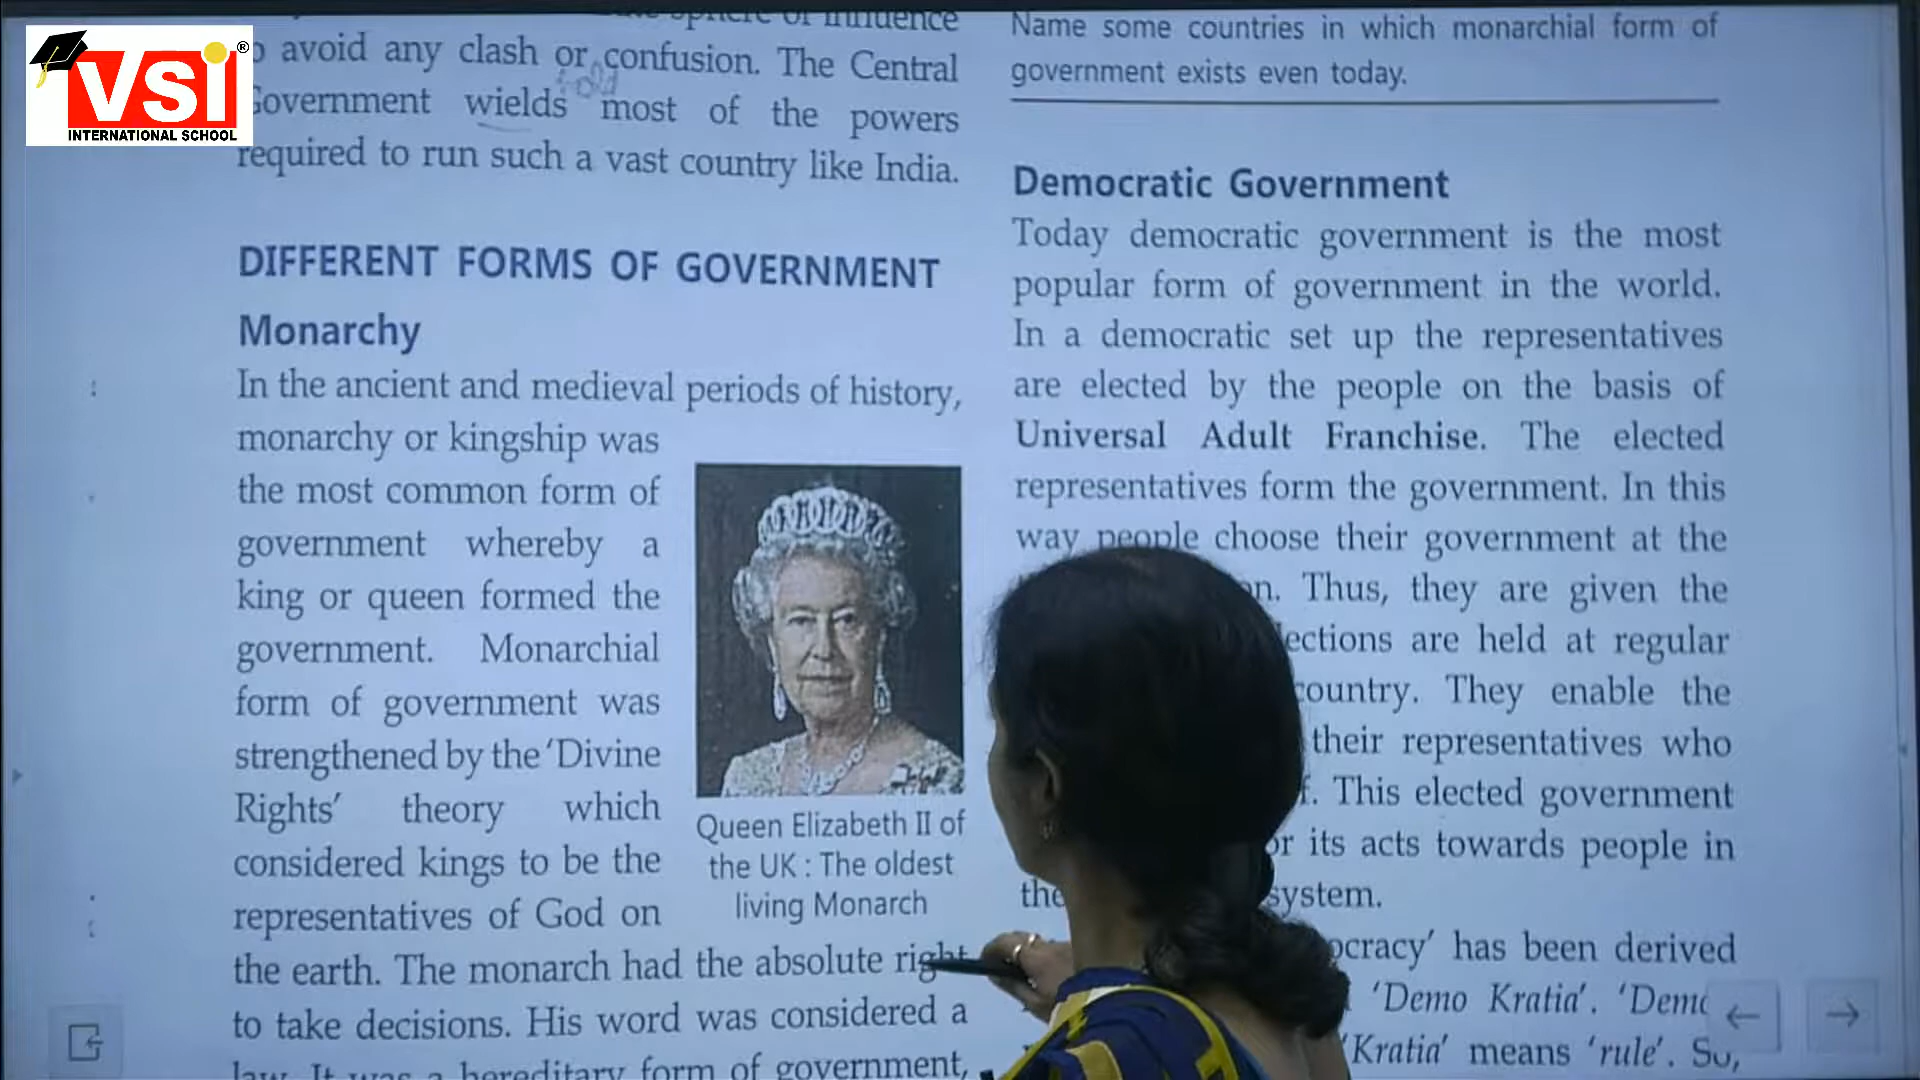 VSI
®
INTERNATIONAL SCHOOL
sphere of influence
avoid any clash or confusion. The Central
Government wields most of the powers
required to run such a vast country like India.
DIFFERENT FORMS OF GOVERNMENT
Monarchy
In the ancient and medieval periods of history,
monarchy or kingship was
the most common form of
government whereby a
king or queen formed the
government. Monarchial
form of government was
strengthened by the 'Divine
Rights' theory which
considered kings to be the
representatives of God on
the earth. The monarch had the absolute right
to take decisions. His word was considered a
law. It was a hereditary form of government,
Queen Elizabeth II of
the UK : The oldest
living Monarch
Name some countries in which monarchial form of
government exists even today.
Democratic Government
Today democratic government is the most
popular form of government in the world.
In a democratic set up the representatives
are elected by the people on the basis of
Universal Adult Franchise. The elected
representatives form the government. In this
way people choose their government at the
Thus, they are given the
are held at regular
country. They enable the
their representatives who
This elected government
its acts towards people in
system.
has been derived
'Demo Kratia'.
'Kratia' means 'rule'. So,